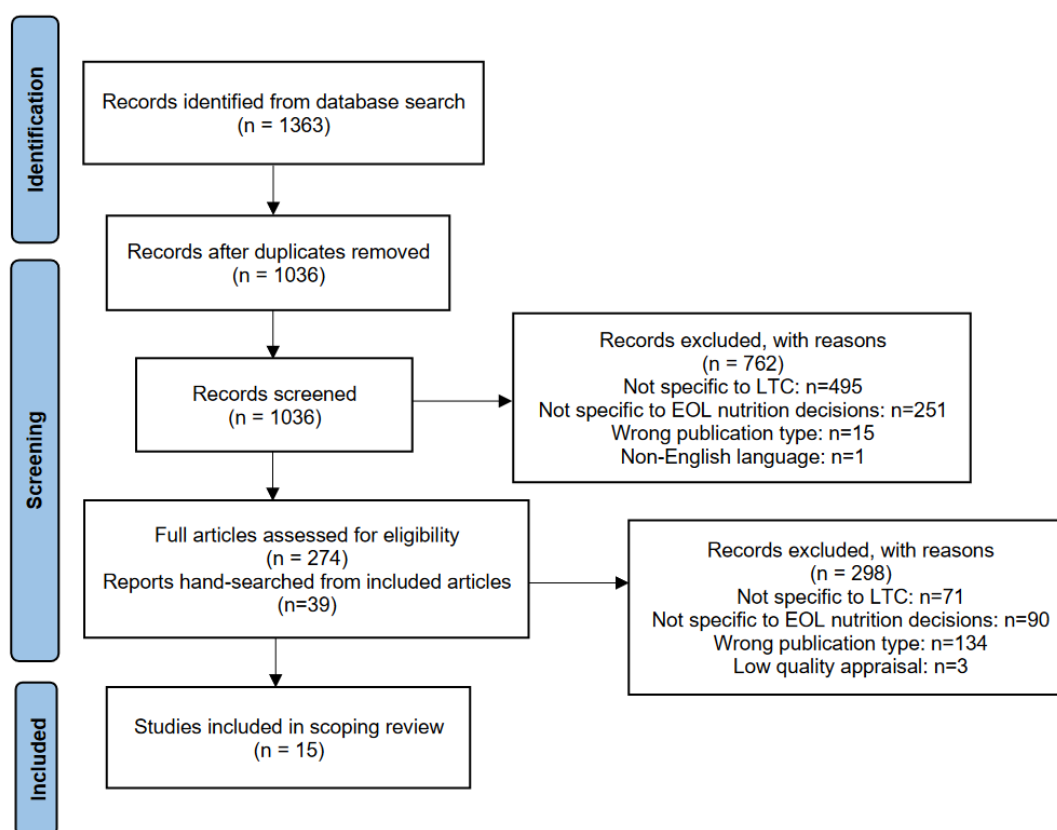 Identification
Records identified from database search
(n = 1363)
Records after duplicates removed
(n = 1036)
Screening
Records screened
(n = 1036)
Records excluded, with reasons
(n = 762)
Not specific to LTC: n=495
Not specific to EOL nutrition decisions: n=251
Wrong publication type: n=15
Non-English language: n=1
Full articles assessed for eligibility
(n = 274)
Reports hand-searched from included articles
(n=39)
Records excluded, with reasons
(n = 298)
Not specific to LTC: n=71
Not specific to EOL nutrition decisions: n=90
Wrong publication type: n=134
Low quality appraisal: n=3
Included
Studies included in scoping review
(n = 15)